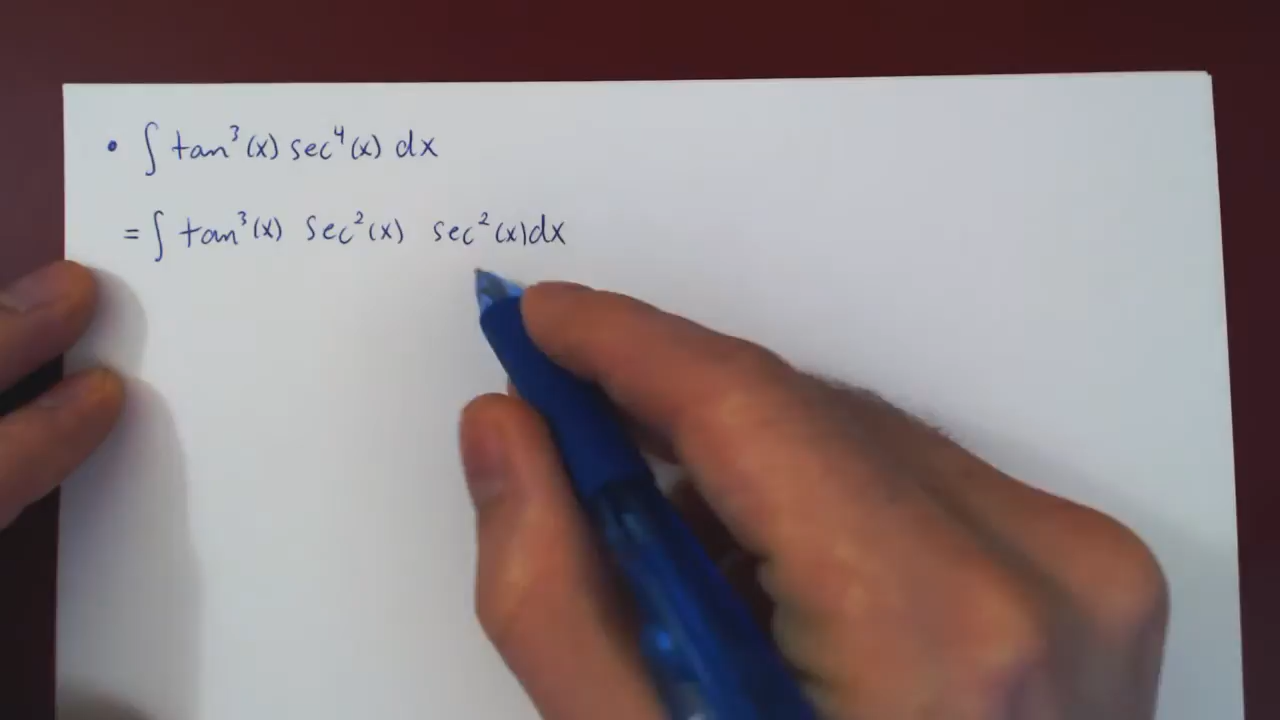 • ∫ tan³(x) sec⁴(x) dx
= ∫ tan³(x) sec²(x) sec²(x)dx